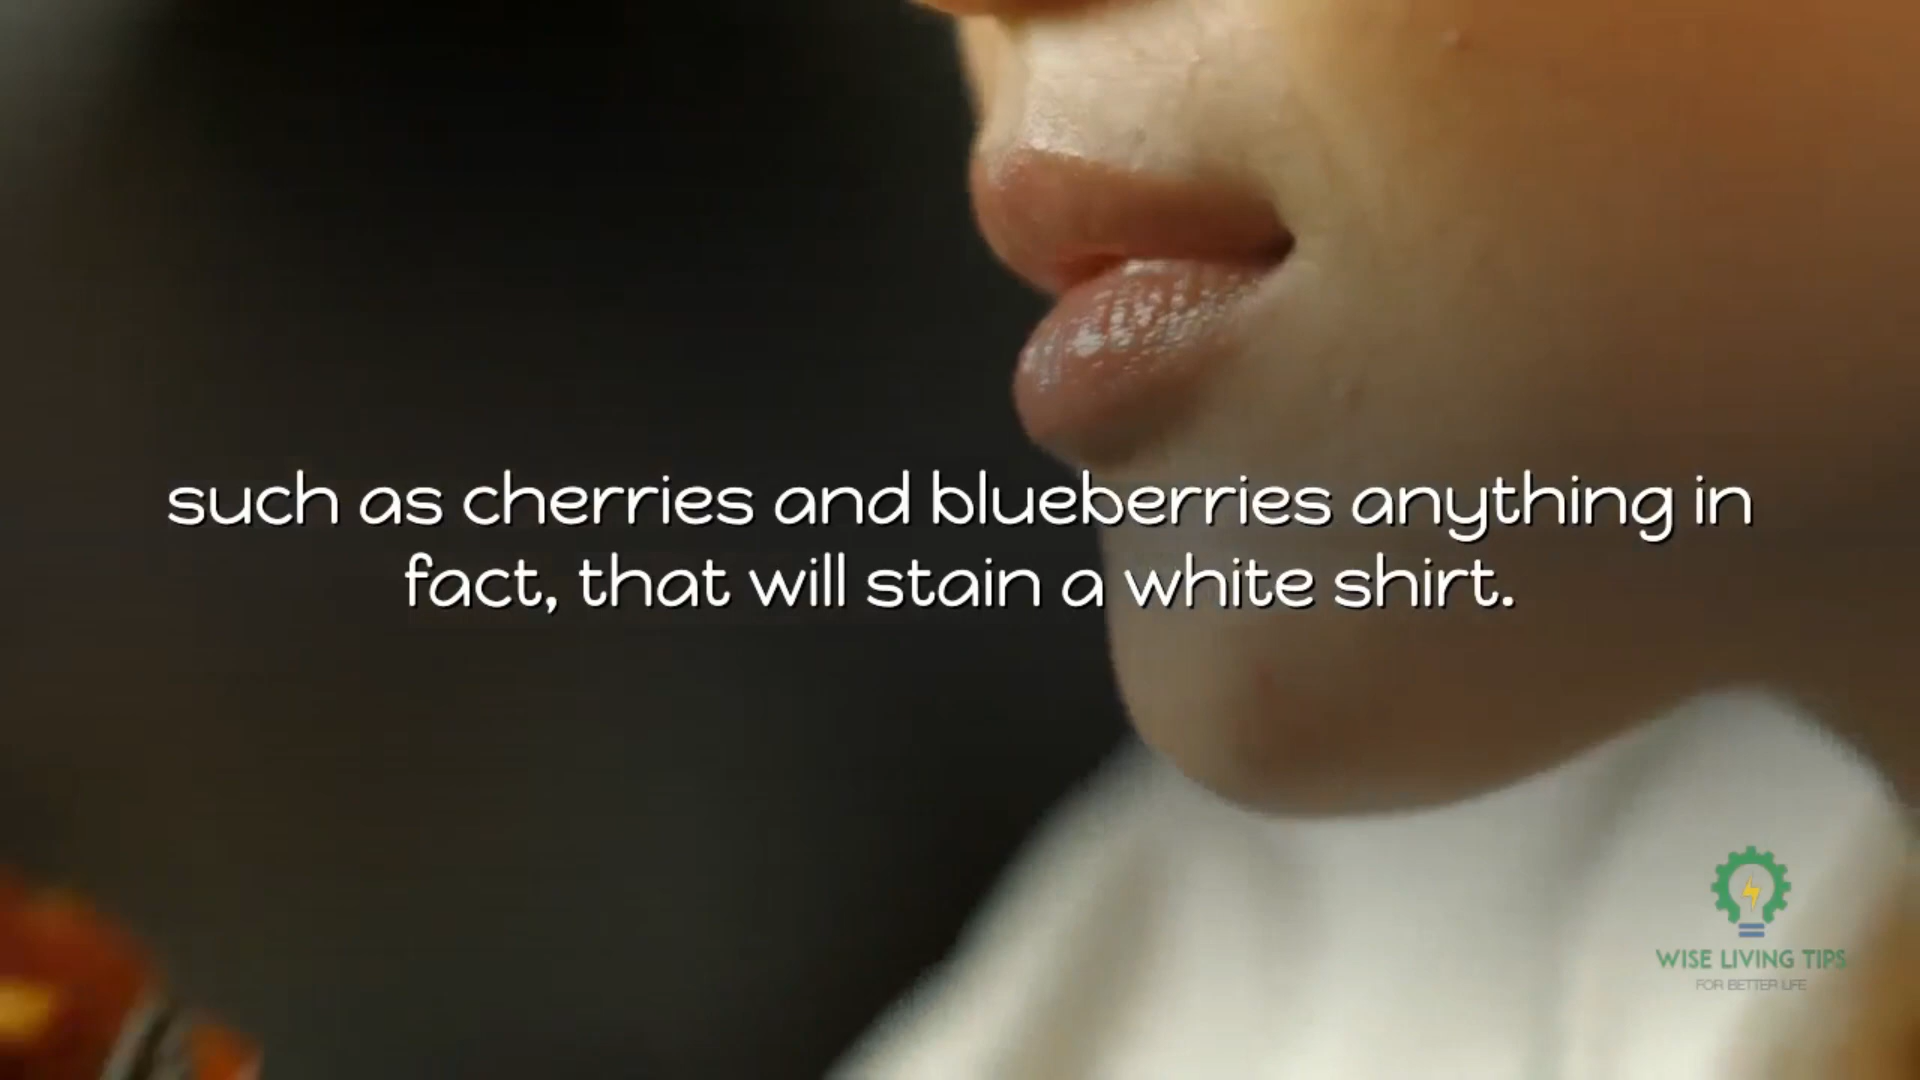 such as cherries and blueberries anything in
fact, that will stain a white shirt.
WISE LIVING TIPS
FOR BETTER LIFE